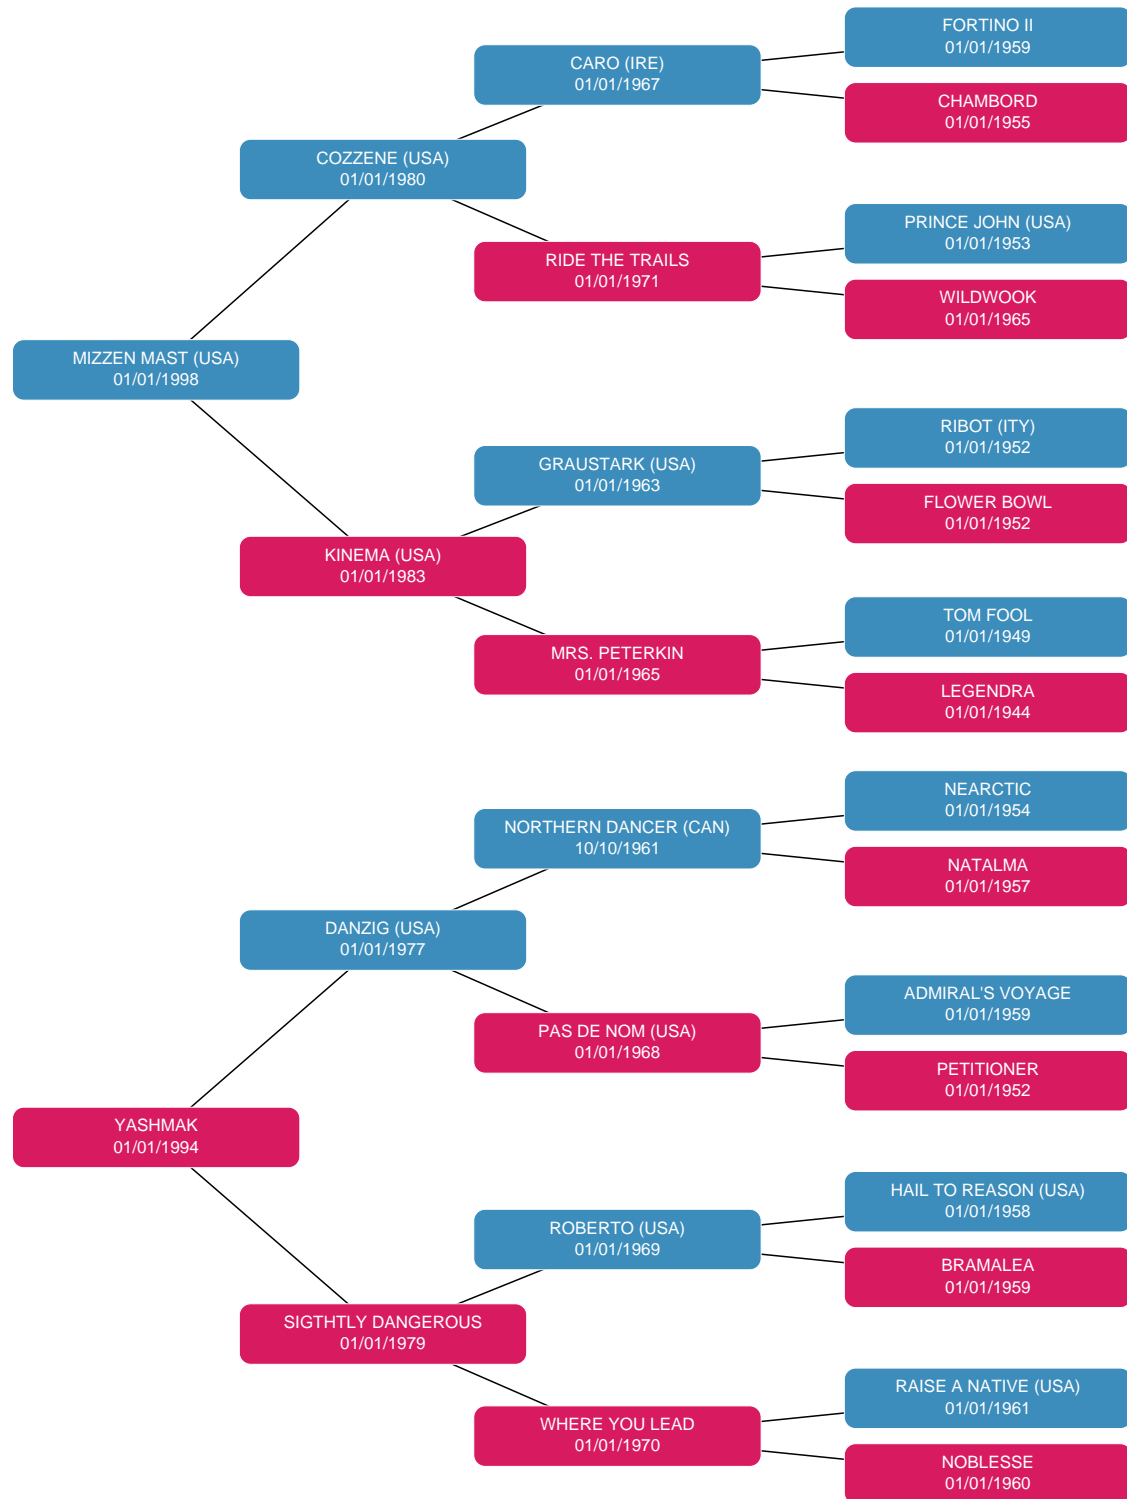 FORTINO II
01/01/1959
CARO (IRE)
01/01/1967
CHAMBORD
01/01/1955
COZZENE (USA)
01/01/1980
PRINCE JOHN (USA)
01/01/1953
RIDE THE TRAILS
01/01/1971
WILDWOOK
01/01/1965
MIZZEN MAST (USA)
01/01/1998
RIBOT (ITY)
01/01/1952
GRAUSTARK (USA)
01/01/1963
FLOWER BOWL
01/01/1952
KINEMA (USA)
01/01/1983
TOM FOOL
01/01/1949
MRS. PETERKIN
01/01/1965
LEGENDRA
01/01/1944
NEARCTIC
01/01/1954
NORTHERN DANCER (CAN)
10/10/1961
NATALMA
01/01/1957
DANZIG (USA)
01/01/1977
ADMIRAL'S VOYAGE
01/01/1959
PAS DE NOM (USA)
01/01/1968
PETITIONER
01/01/1952
YASHMAK
01/01/1994
HAIL TO REASON (USA)
01/01/1958
ROBERTO (USA)
01/01/1969
BRAMALEA
01/01/1959
SIGTHTLY DANGEROUS
01/01/1979
RAISE A NATIVE (USA)
01/01/1961
WHERE YOU LEAD
01/01/1970
NOBLESSE
01/01/1960